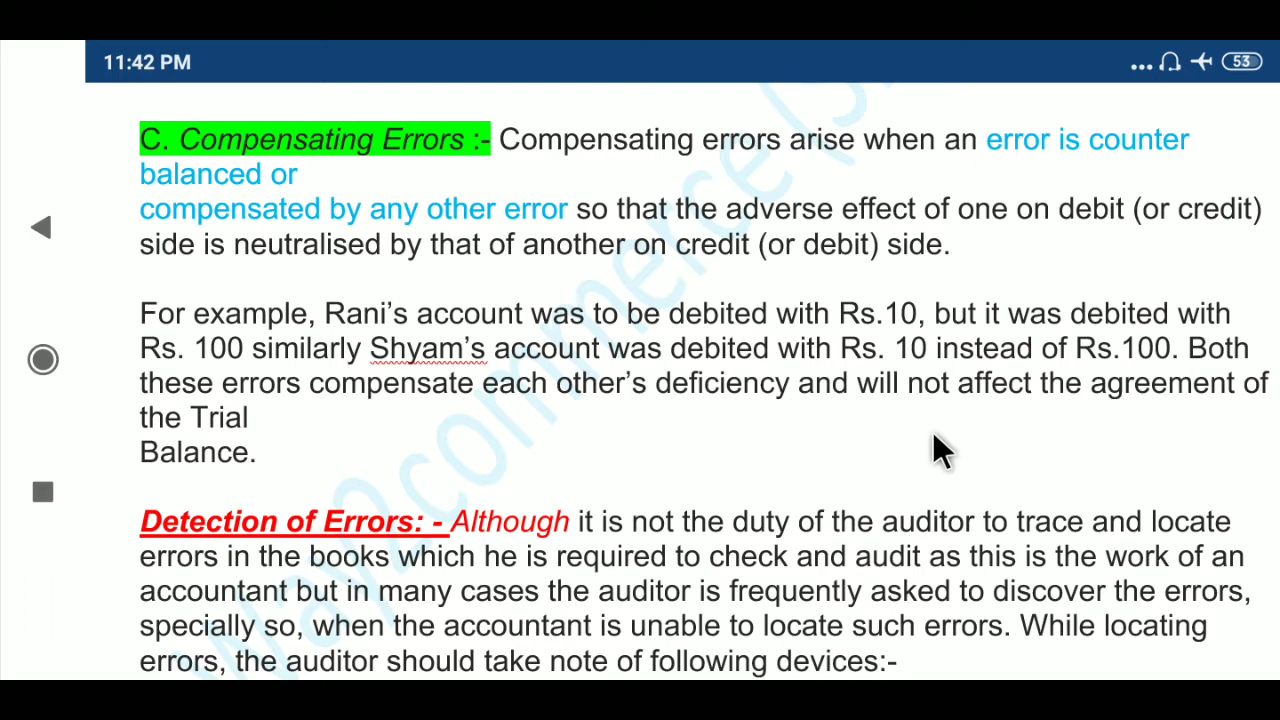 11:42 PM
53
C. Compensating Errors :- Compensating errors arise when an error is counter
balanced or
compensated by any other error so that the adverse effect of one on debit (or credit)
side is neutralised by that of another on credit (or debit) side.
For example, Rani's account was to be debited with Rs.10, but it was debited with
Rs. 100 similarly Shyam's account was debited with Rs. 10 instead of Rs.100. Both
these errors compensate each other's deficiency and will not affect the agreement of
the Trial
Balance.
Detection of Errors: - Although it is not the duty of the auditor to trace and locate
errors in the books which he is required to check and audit as this is the work of an
accountant but in many cases the auditor is frequently asked to discover the errors,
specially so, when the accountant is unable to locate such errors. While locating
errors, the auditor should take note of following devices:-
Way2commerce (S